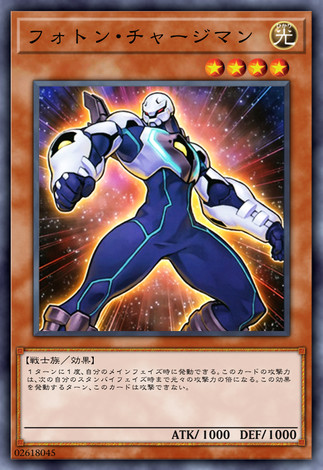 フォトン・チャージマン
光
【戦士族／効果】
１ターンに１度、自分のメインフェイズ時に発動できる。このカードの攻撃力
は、次の自分のスタンバイフェイズ時まで元々の攻撃力の倍になる。この効果
を発動するターン、このカードは攻撃できない。
ATK/1000 DEF/1000
02618045